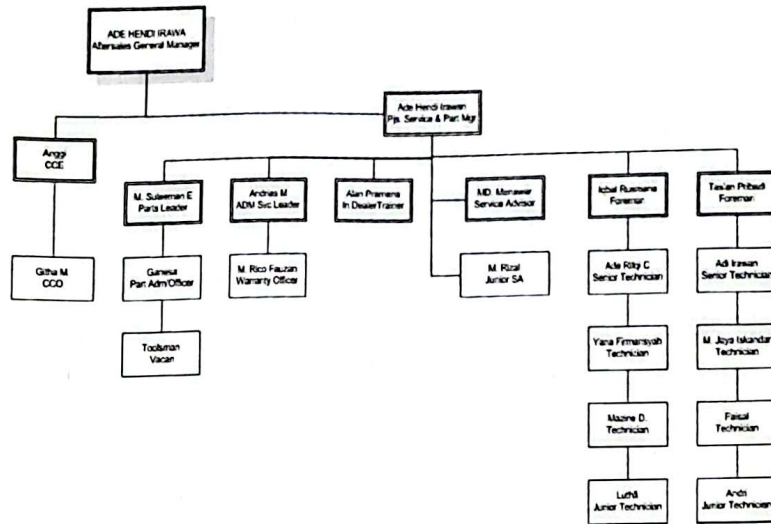 ADE HENDI IRAWA
Aftersales General Manager
Ade Hendi Irawan
Pjs. Service & Part Mgr
Anggi
CCE
M. Sulaeman E
Parts Leader
Andrias M
ADM Svc Leader
Alan Pramana
In Dealer Trainer
MD. Monawar
Service Advisor
Iqbal Rusmana
Foreman
Taslan Pribadi
Foreman
Githa M.
CCO
Ganesa
Part Adm/Officer
M. Rico Fauzan
Warranty Officer
M. Rizal
Junior SA
Ade Rifqi C
Senior Technician
Adi Irawan
Senior Technician
Toolsman
Vacan
Yana Firmansyah
Technician
M. Jaya Iskandar
Technician
Mazine D.
Technician
Faisal
Technician
Luthfi
Junior Technician
Andri
Junior Technician